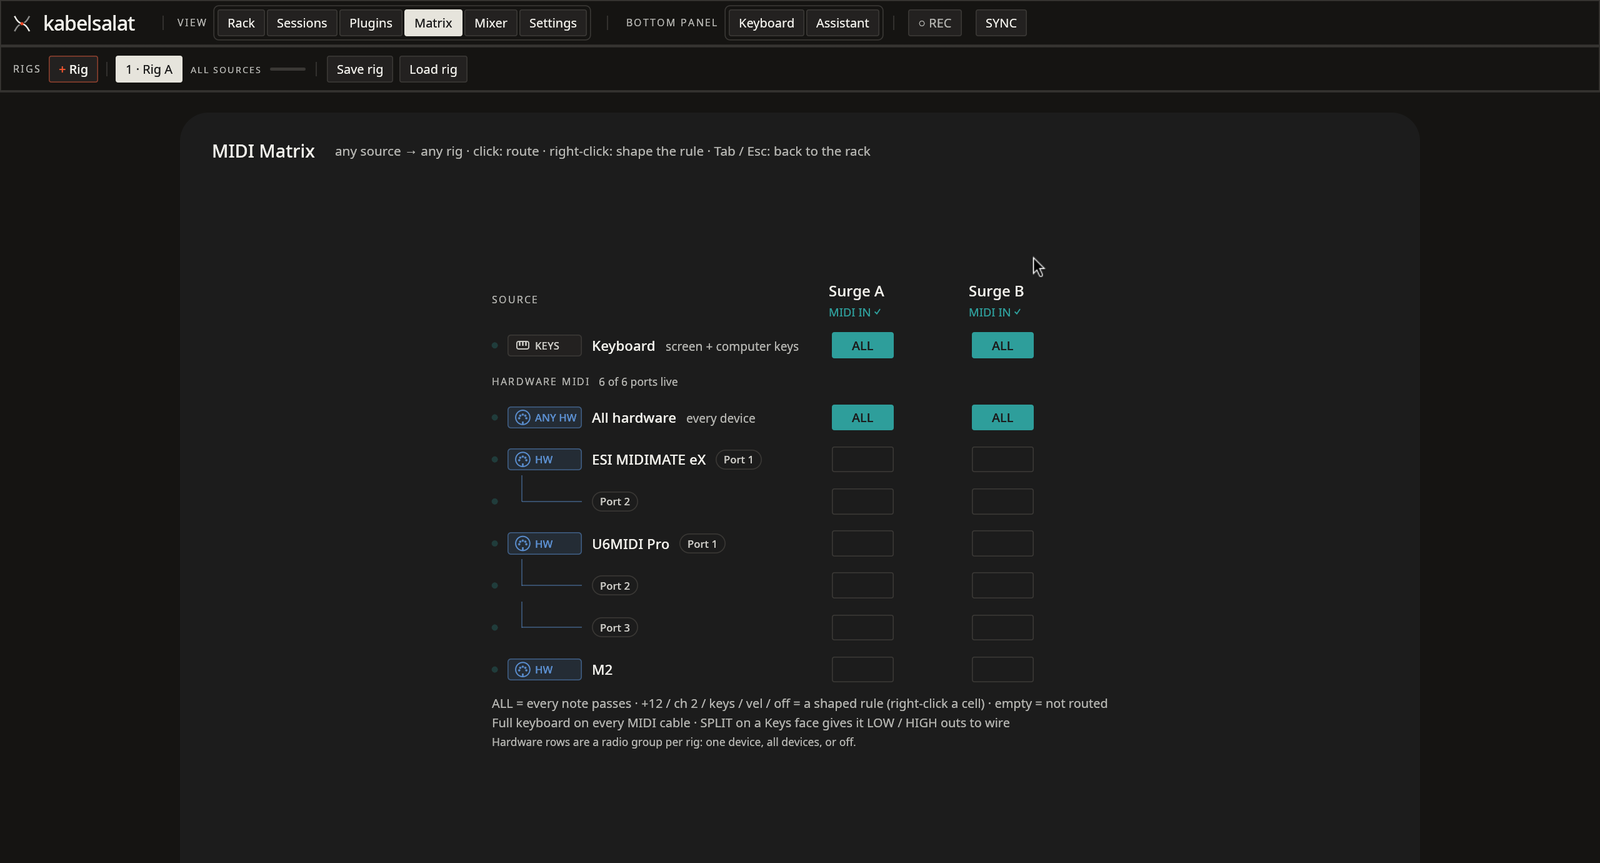 kabelsalat VIEW Rack Sessions Plugins Matrix Mixer Settings BOTTOM PANEL Keyboard Assistant ○ REC SYNC
RIGS + Rig 1 · Rig A ALL SOURCES Save rig Load rig
MIDI Matrix any source → any rig · click: route · right-click: shape the rule · Tab / Esc: back to the rack
SOURCE Surge A Surge B
MIDI IN ✓ MIDI IN ✓
KEYS Keyboard screen + computer keys ALL ALL
HARDWARE MIDI 6 of 6 ports live
ANY HW All hardware every device ALL ALL
HW ESI MIDIMATE eX Port 1
Port 2
HW U6MIDI Pro Port 1
Port 2
Port 3
HW M2
ALL = every note passes · +12 / ch 2 / keys / vel / off = a shaped rule (right-click a cell) · empty = not routed
Full keyboard on every MIDI cable · SPLIT on a Keys face gives it LOW / HIGH outs to wire
Hardware rows are a radio group per rig: one device, all devices, or off.